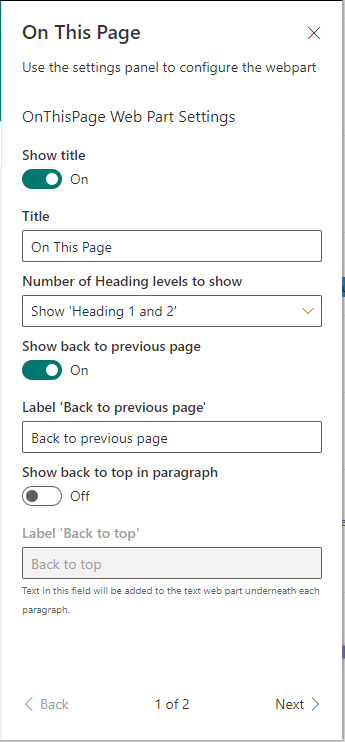 On This Page
Use the settings panel to configure the webpart
OnThisPage Web Part Settings
Show title
On
Title
On This Page
Number of Heading levels to show
Show 'Heading 1 and 2'
Show back to previous page
On
Label 'Back to previous page'
Back to previous page
Show back to top in paragraph
Off
Label 'Back to top'
Back to top
Text in this field will be added to the text web part underneath each
paragraph.
Back 1 of 2 Next